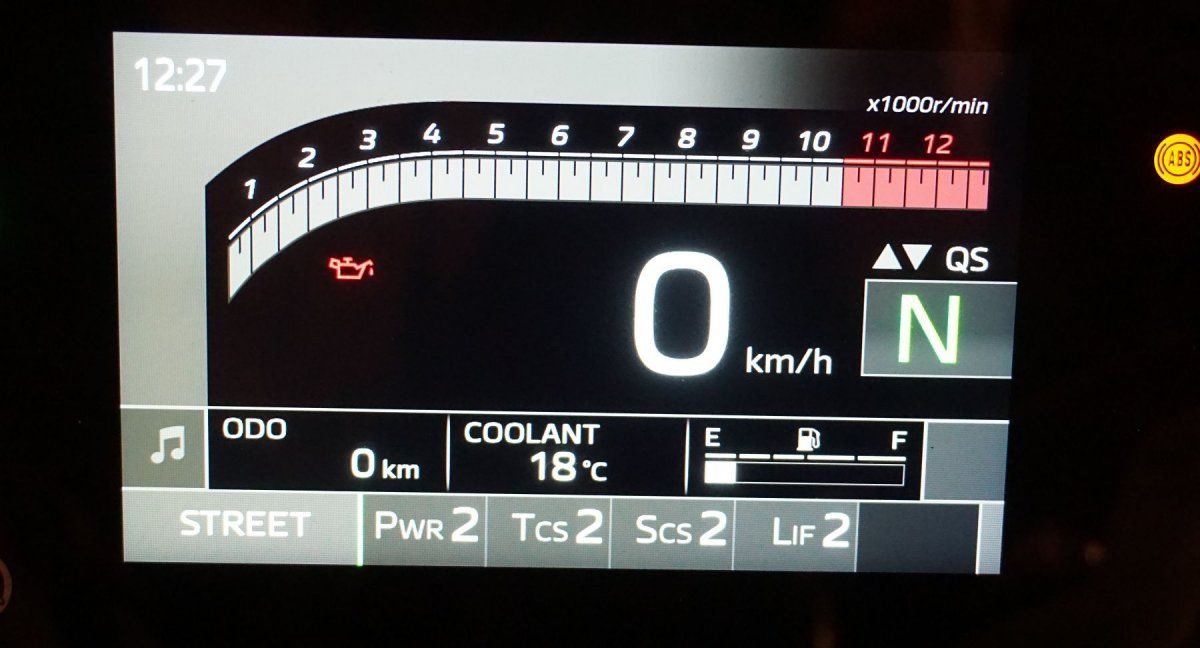 12:27
x1000r/min
1 2 3 4 5 6 7 8 9 10 11 12
ABS
QS
0 km/h
N
ODO
0 km
COOLANT
18 °C
E F
STREET
PWR 2
TCS 2
SCS 2
LIF 2